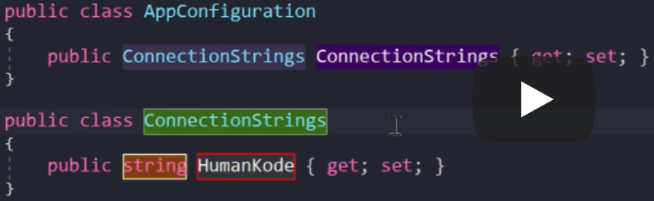 public class AppConfiguration
{
public ConnectionStrings ConnectionStrings { get; set; }
}
public class ConnectionStrings
{
public string HumanKode { get; set; }
}